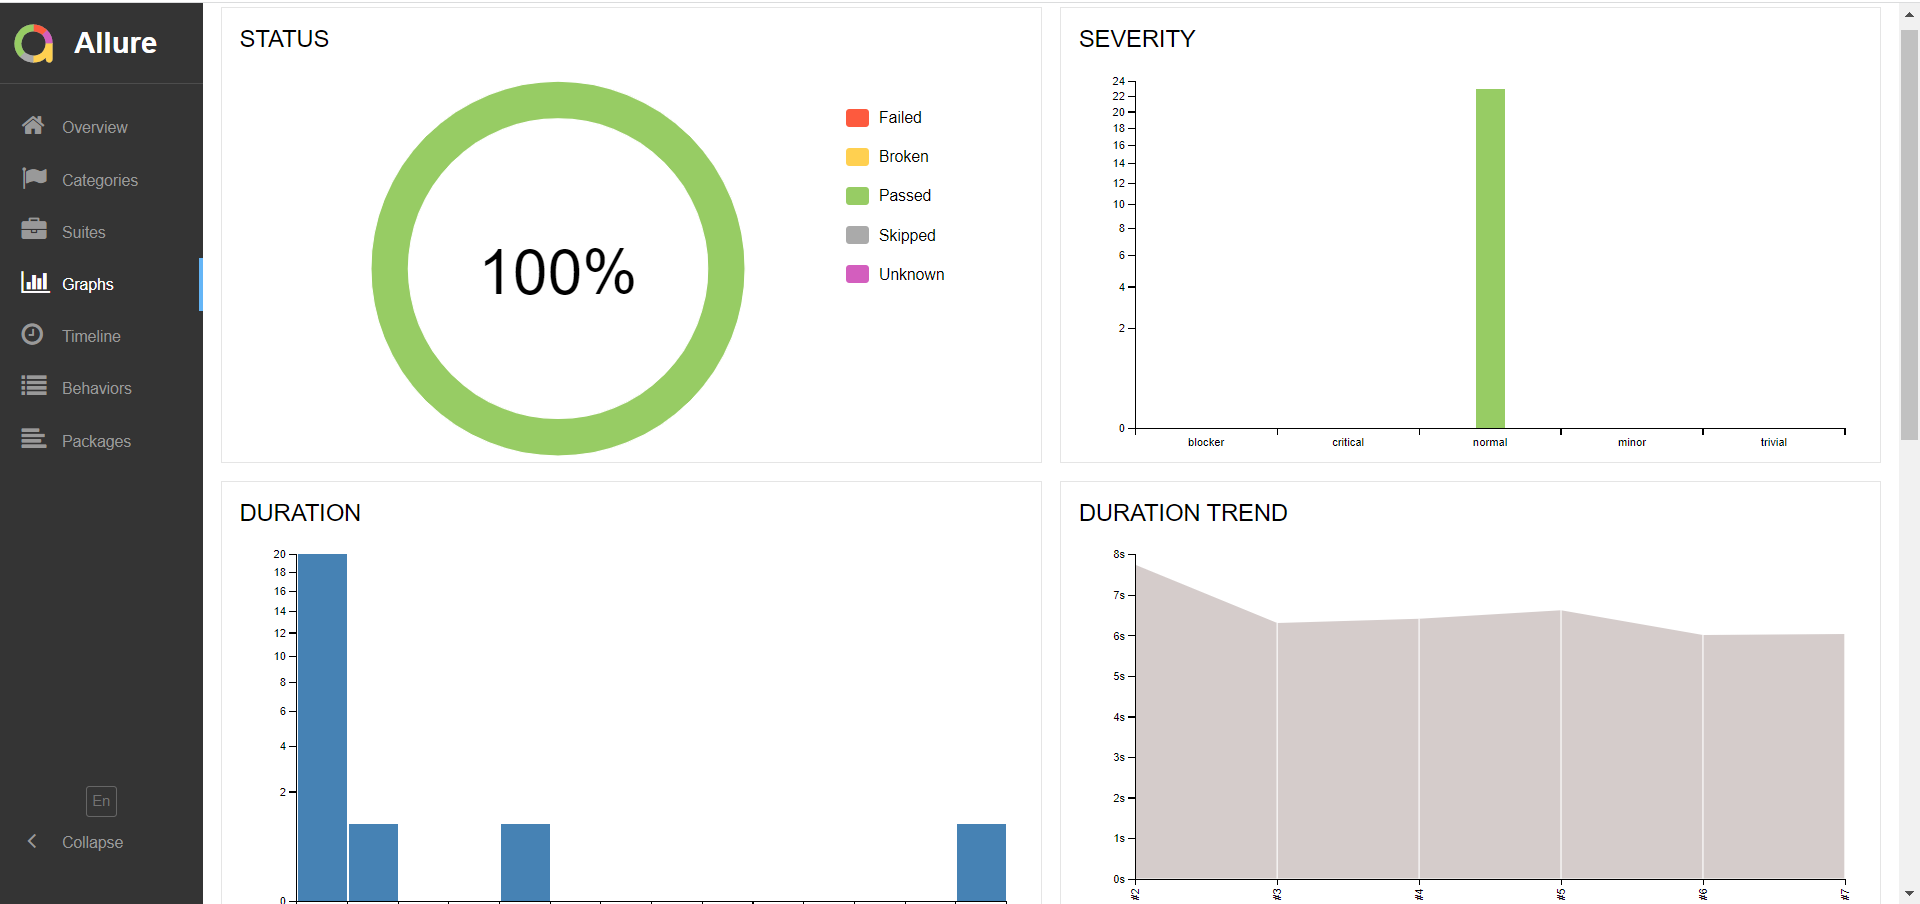 Allure
Overview
Categories
Suites
Graphs
Timeline
Behaviors
Packages
En
Collapse
STATUS
100%
Failed
Broken
Passed
Skipped
Unknown
SEVERITY
24
22
20
18
16
14
12
10
8
6
4
2
0
blocker critical normal minor trivial
DURATION
20
18
16
14
12
10
8
6
4
2
0
DURATION TREND
8s
7s
6s
5s
4s
3s
2s
1s
0s
#2 #3 #4 #5 #6 #7